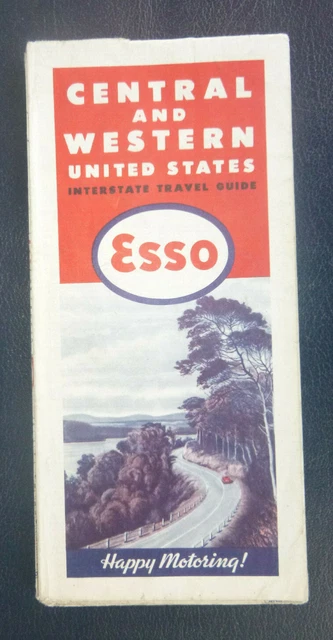 CENTRAL
AND
WESTERN
UNITED STATES
INTERSTATE TRAVEL GUIDE
Esso
Happy Motoring!